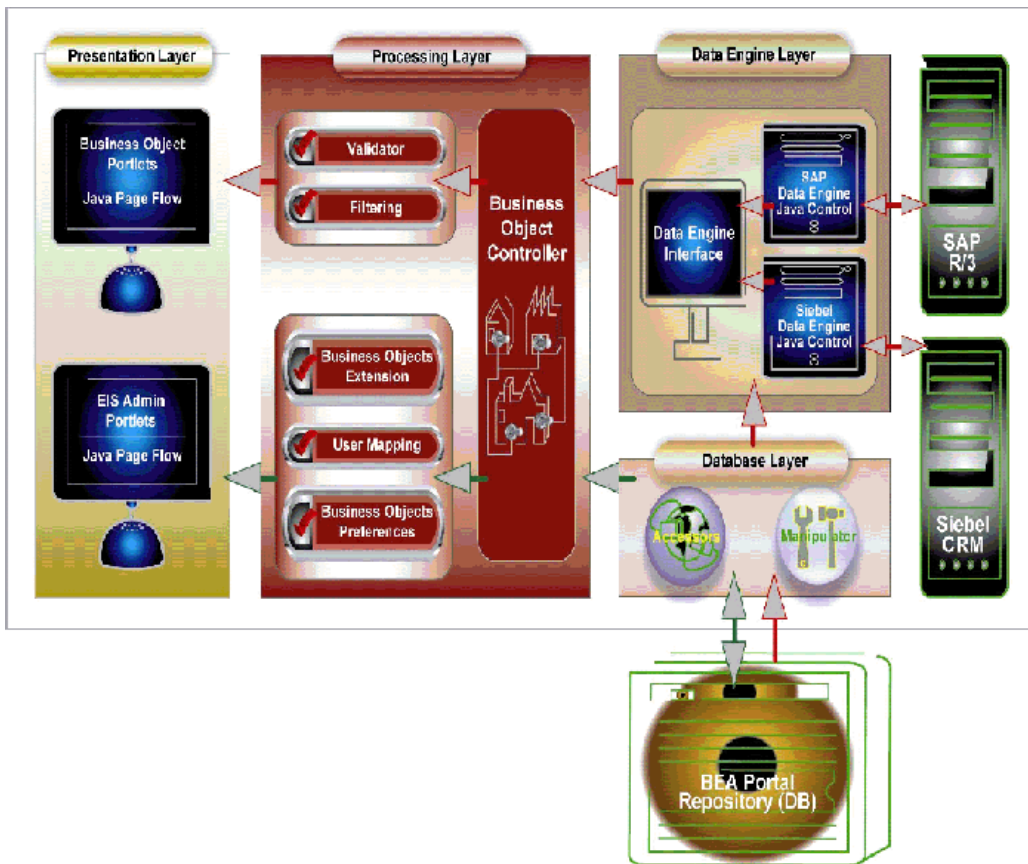 Presentation Layer
Business Object
Portlets
Java Page Flow
EIS Admin
Portlets
Java Page Flow
Processing Layer
Validator
Filtering
Business Objects
Extension
User Mapping
Business Objects
Preferences
Business
Object
Controller
Data Engine Layer
Data Engine
Interface
SAP
Data Engine
Java Control
Siebel
Data Engine
Java Control
Database Layer
Accessors
Manipulator
SAP
R/3
Siebel
CRM
BEA Portal
Repository (DB)